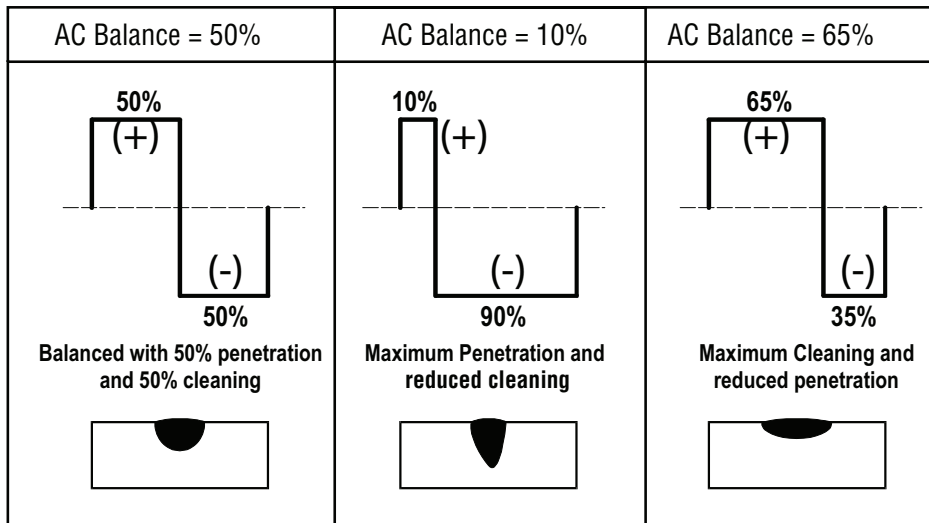 AC Balance = 50%
50%
(+)
(-)
50%
Balanced with 50% penetration
and 50% cleaning
AC Balance = 10%
10%
(+)
(-)
90%
Maximum Penetration and
reduced cleaning
AC Balance = 65%
65%
(+)
(-)
35%
Maximum Cleaning and
reduced penetration